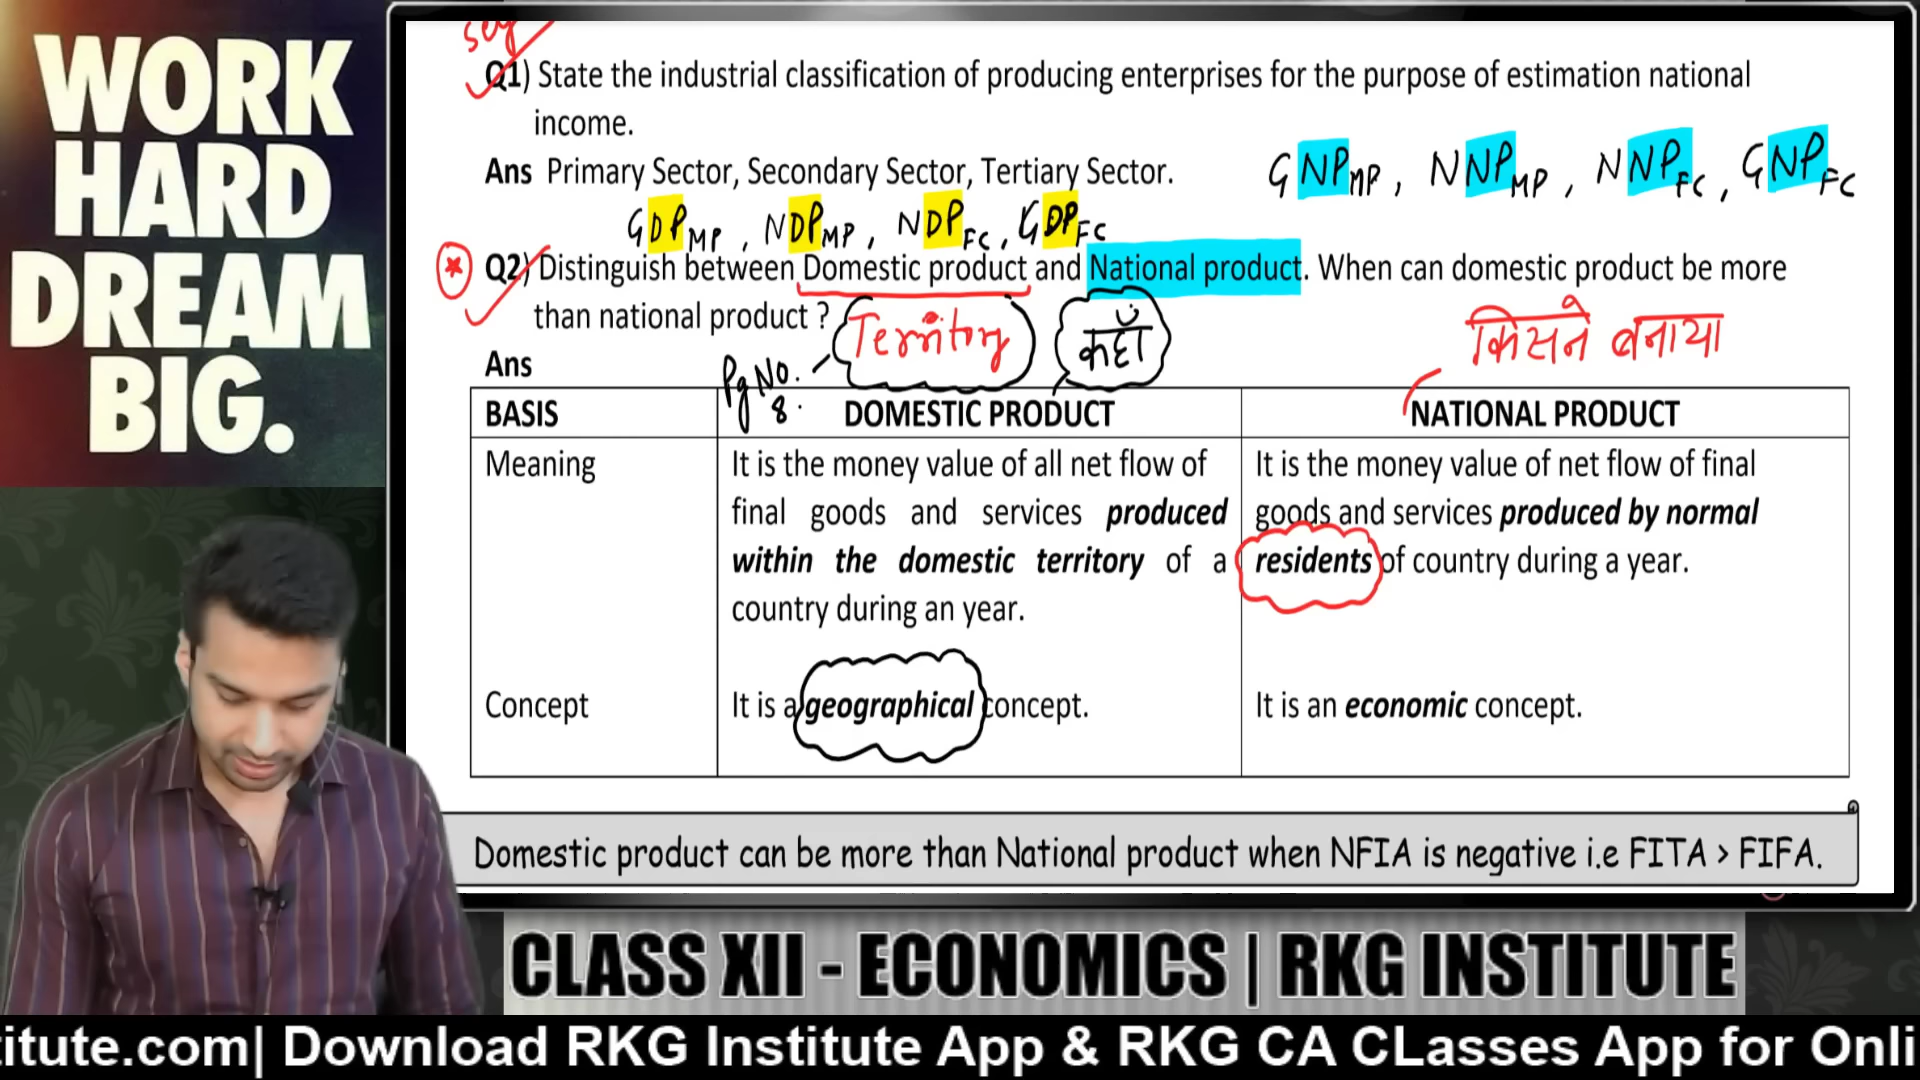 WORK
HARD
DREAM
BIG.
Q1) State the industrial classification of producing enterprises for the purpose of estimation national
income.
Ans Primary Sector, Secondary Sector, Tertiary Sector.
GNPMP, NNPMP, NNPFC, GNPFC
GDPMP, NDPMP, NDPFC, GDPFC
Q2) Distinguish between Domestic product and National product. When can domestic product be more
than national product ?
Territory
कहाँ
किसने बनाया
Ans
Pg No.
8.
BASIS DOMESTIC PRODUCT NATIONAL PRODUCT
Meaning It is the money value of all net flow of It is the money value of net flow of final
final goods and services produced goods and services produced by normal
within the domestic territory of a residents of country during a year.
country during an year.
Concept It is a geographical concept. It is an economic concept.
Domestic product can be more than National product when NFIA is negative i.e FITA > FIFA.
CLASS XII - ECONOMICS | RKG INSTITUTE
titute.com| Download RKG Institute App & RKG CA CLasses App for Onli